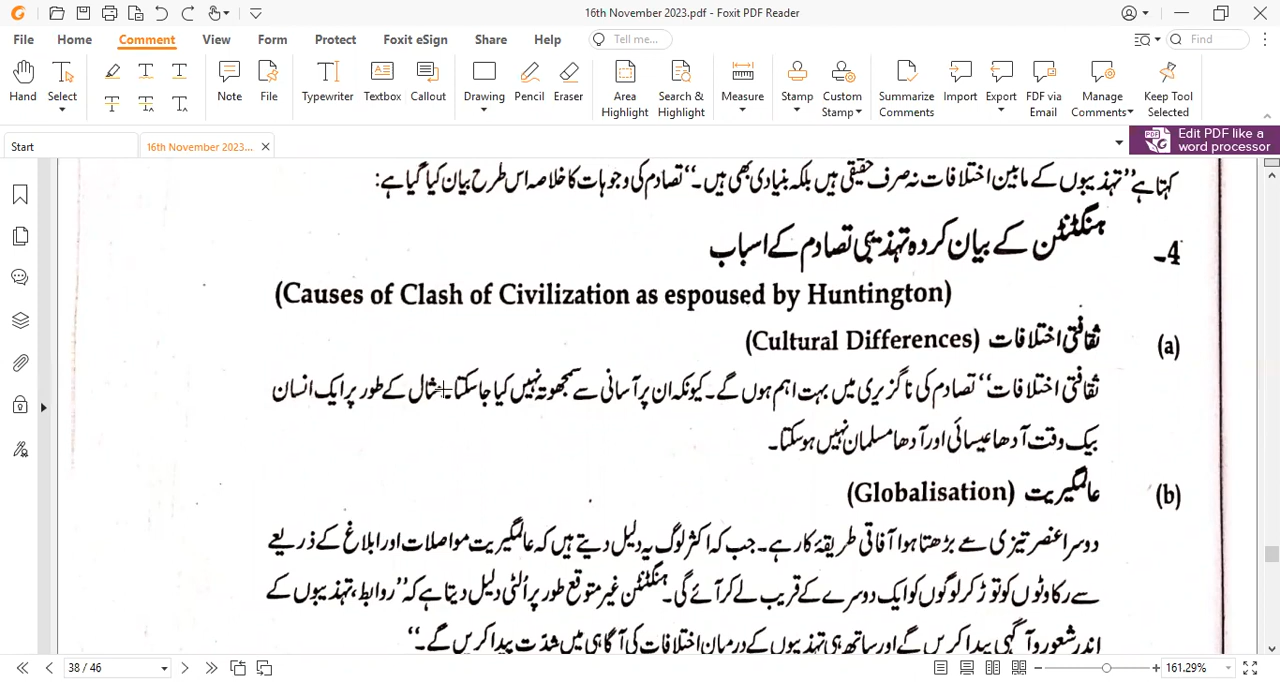 16th November 2023.pdf - Foxit PDF Reader
File Home Comment View Form Protect Foxit eSign Share Help Tell me... Find
Hand Select Note File Typewriter Textbox Callout Drawing Pencil Eraser Area Highlight Search & Highlight Measure Stamp Custom Stamp Summarize Comments Import Export FDF via Email Manage Comments Keep Tool Selected
Start 16th November 2023... Edit PDF like a word processor
کہتا ہے ’’تہذیبوں کے مابین اختلافات نہ صرف حقیقی ہیں بلکہ بنیادی بھی ہیں۔‘‘ تصادم کی وجوہات کا خلاصہ اس طرح بیان کیا گیا ہے:
4- ہنگٹنٹن کے بیان کردہ تہذیبی تصادم کے اسباب
(Causes of Clash of Civilization as espoused by Huntington)
(a) ثقافتی اختلافات (Cultural Differences)
ثقافتی اختلافات‘‘ تصادم کی ناگزیری میں بہت اہم ہوں گے۔ کیونکہ ان پر آسانی سے سمجھوتہ نہیں کیا جا سکتا۔ مثال کے طور پر ایک انسان
بیک وقت آدھا عیسائی اور آدھا مسلمان نہیں ہو سکتا۔
(b) عالمگیریت (Globalisation)
دوسرا عنصر تیزی سے بڑھتا ہوا آفاقی طریقۂ کار ہے۔ جب کہ اکثر لوگ یہ دلیل دیتے ہیں کہ عالمگیریت مواصلات اور ابلاغ کے ذریعے
سے رکاوٹوں کو توڑ کر لوگوں کو ایک دوسرے کے قریب لے کر آئے گی۔ ہنگٹنٹن غیر متوقع طور پر اُلٹی دلیل دیتا ہے کہ ’’روابط، تہذیبوں کے
اندر شعور و آگہی پیدا کریں گے اور ساتھ ہی تہذیبوں کے درمیان اختلافات کی آگاہی میں شدّت پیدا کریں گے۔‘‘
38 / 46 161.29%